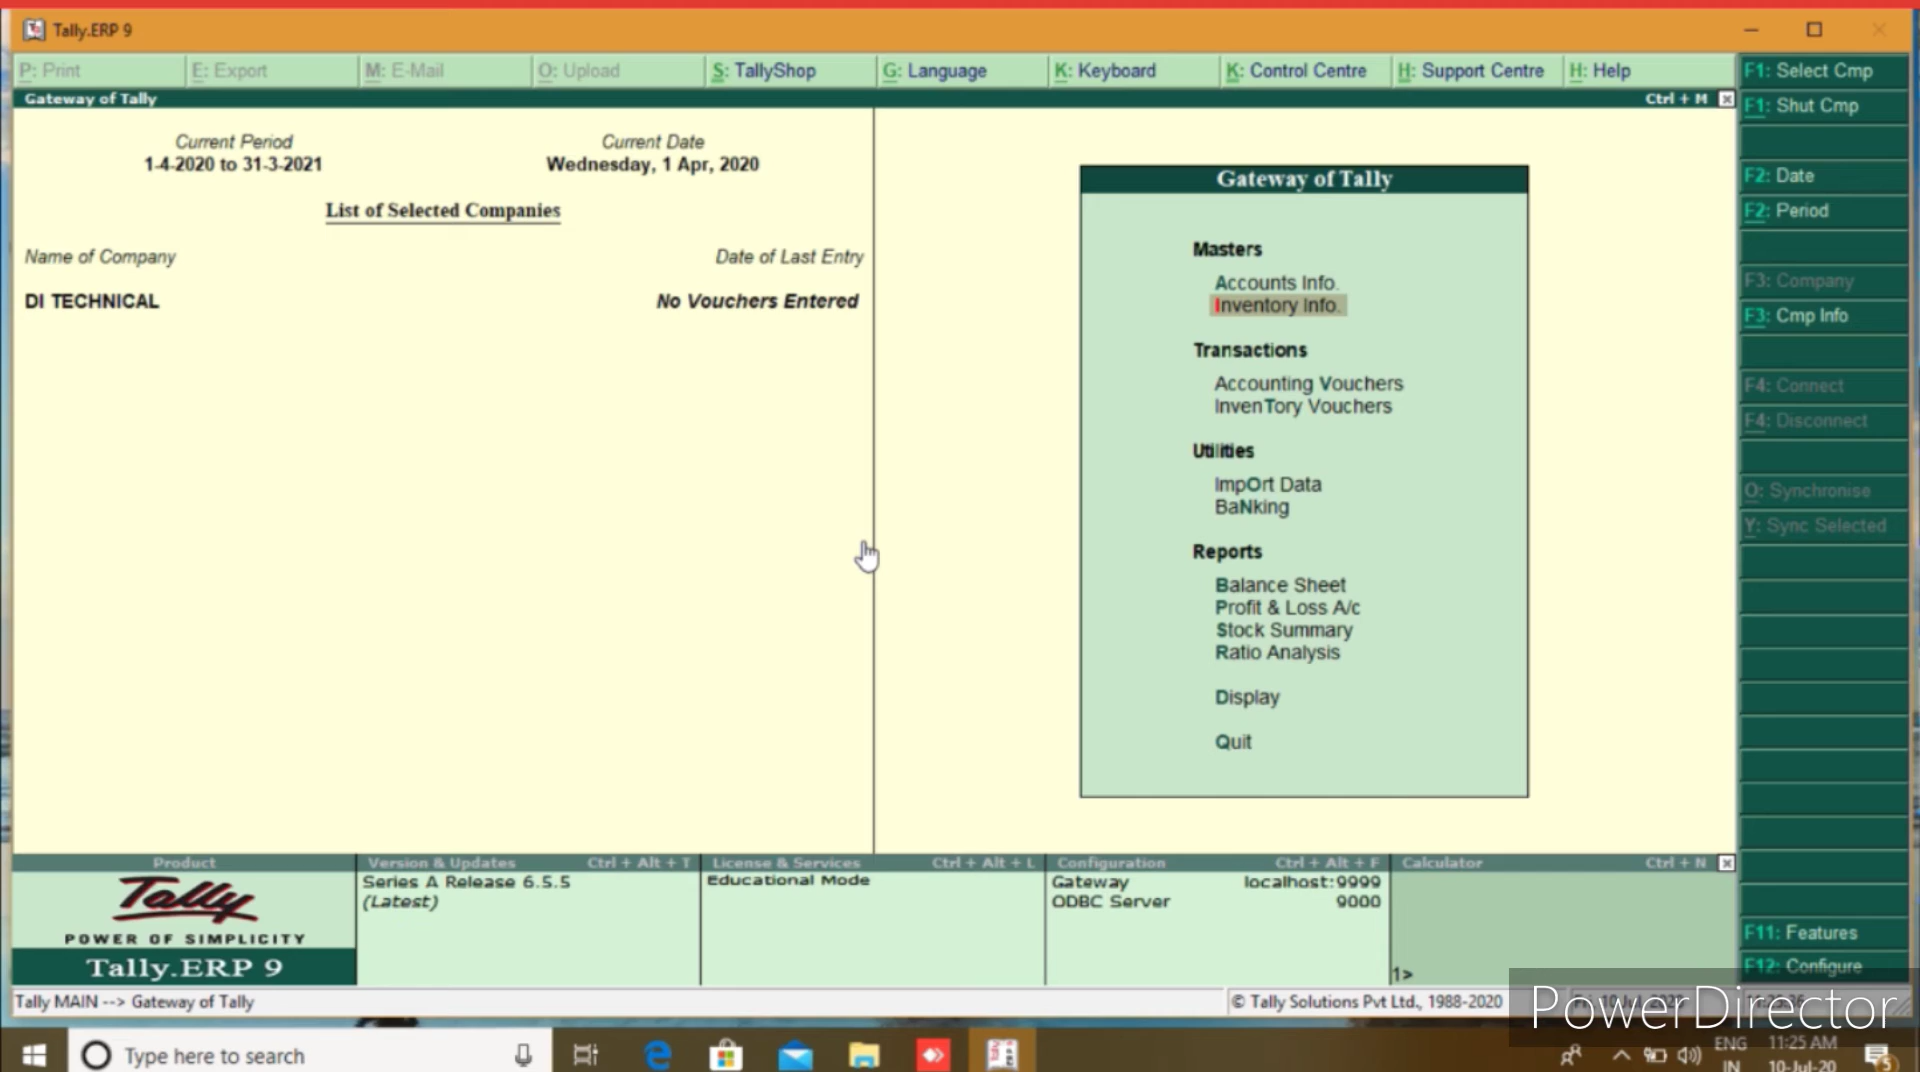 Tally.ERP 9
P: Print
E: Export
M: E-Mail
O: Upload
S: TallyShop
G: Language
K: Keyboard
K: Control Centre
H: Support Centre
H: Help
Gateway of Tally
Ctrl + M
Current Period
1-4-2020 to 31-3-2021
Current Date
Wednesday, 1 Apr, 2020
List of Selected Companies
Name of Company
Date of Last Entry
DI TECHNICAL
No Vouchers Entered
Gateway of Tally
Masters
Accounts Info.
Inventory Info.
Transactions
Accounting Vouchers
InvenTory Vouchers
Utilities
ImpOrt Data
BaNking
Reports
Balance Sheet
Profit & Loss A/c
Stock Summary
Ratio Analysis
Display
Quit
F1: Select Cmp
F1: Shut Cmp
F2: Date
F2: Period
F3: Company
F3: Cmp Info
F4: Connect
F4: Disconnect
O: Synchronise
Y: Sync Selected
F11: Features
F12: Configure
Product
Tally
POWER OF SIMPLICITY
Tally.ERP 9
Version & Updates
Ctrl + Alt + T
Series A Release 6.5.5
(Latest)
License & Services
Ctrl + Alt + L
Educational Mode
Configuration
Ctrl + Alt + F
Gateway
localhost:9999
ODBC Server
9000
Calculator
Ctrl + N
1>
Tally MAIN --> Gateway of Tally
© Tally Solutions Pvt Ltd., 1988-2020
PowerDirector
Type here to search
ENG
IN
11:25 AM
10-Jul-20
5